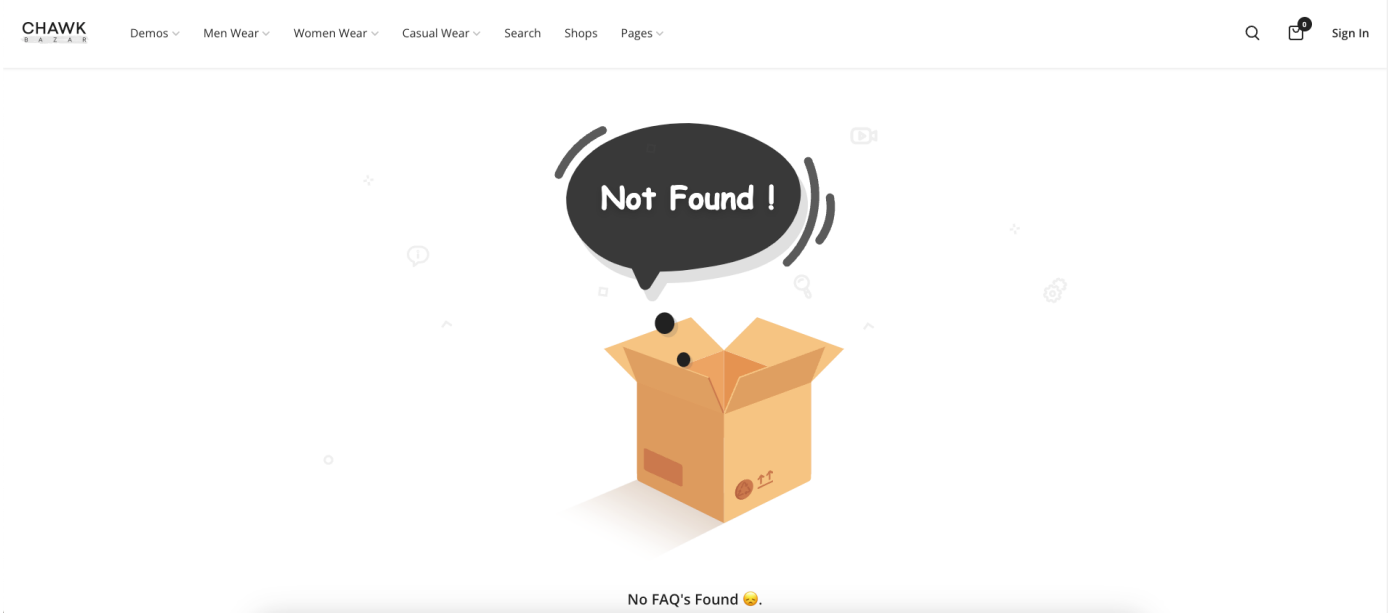 CHAWK
BAZAR
Demos Men Wear Women Wear Casual Wear Search Shops Pages 0 Sign In
Not Found !
No FAQ's Found 😞.